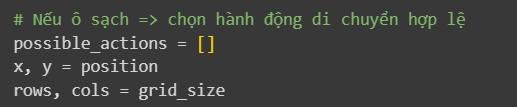 # Nếu ô sạch => chọn hành động di chuyển hợp lệ
possible_actions = []
x, y = position
rows, cols = grid_size